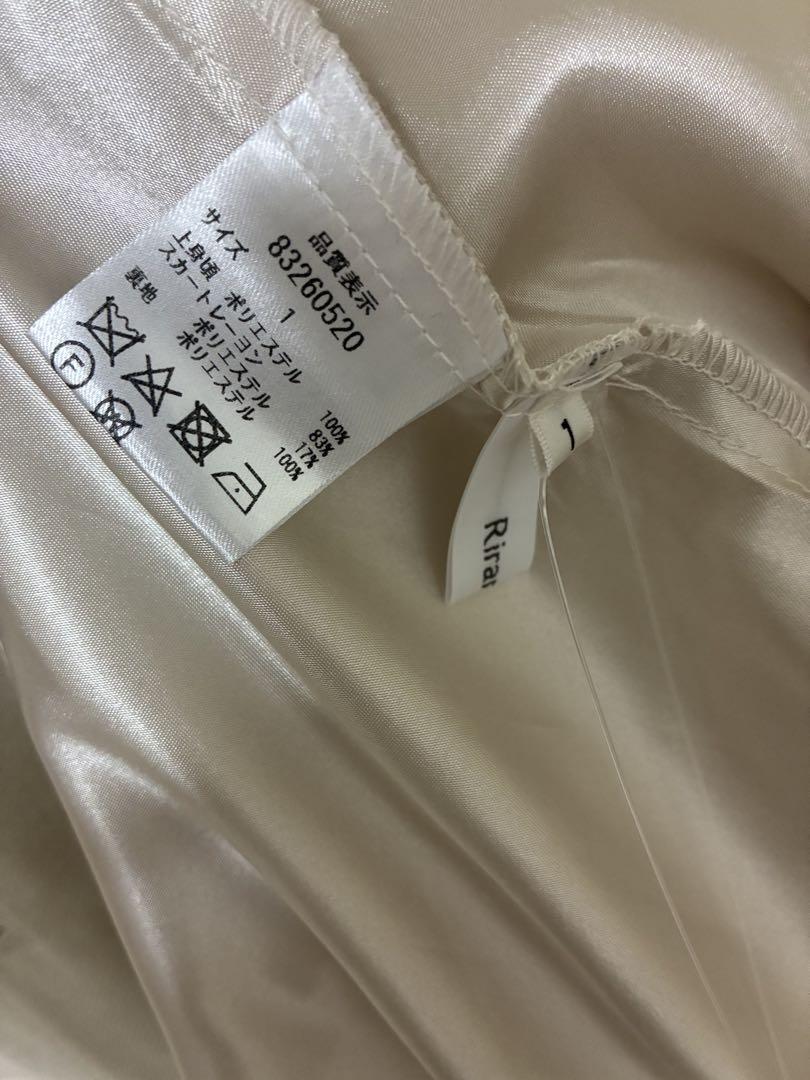 品質表示
83260520
サイズ 1
上身頃 ポリエステル 100%
スカート レーヨン 83%
ポリエステル 17%
裏地 ポリエステル 100%
F
W
1
Riran